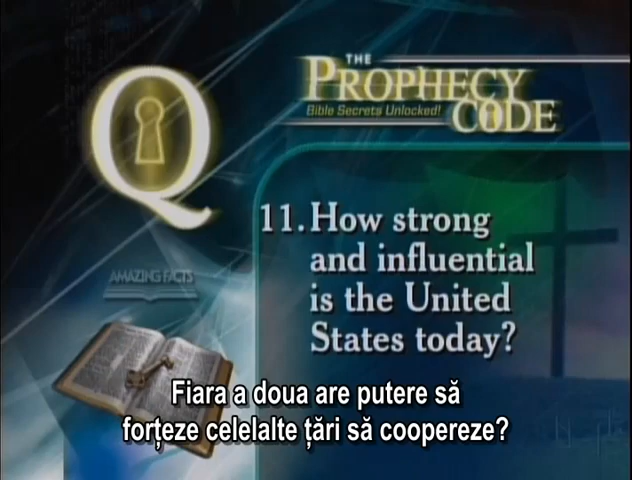 Q
THE
PROPHECY
Bible Secrets Unlocked!
CODE
11. How strong
and influential
is the United
States today?
AMAZING FACTS
Fiara a doua are putere să
forțeze celelalte țări să coopereze?